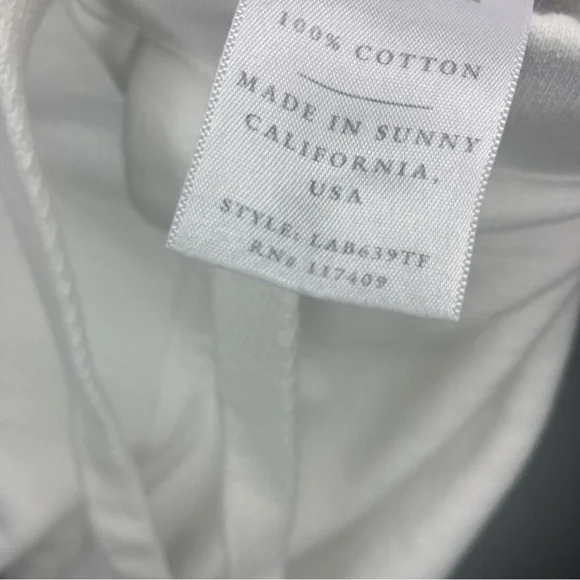 100% COTTON
MADE IN SUNNY
CALIFORNIA,
USA
STYLE: LAB639TF
RN# 117409